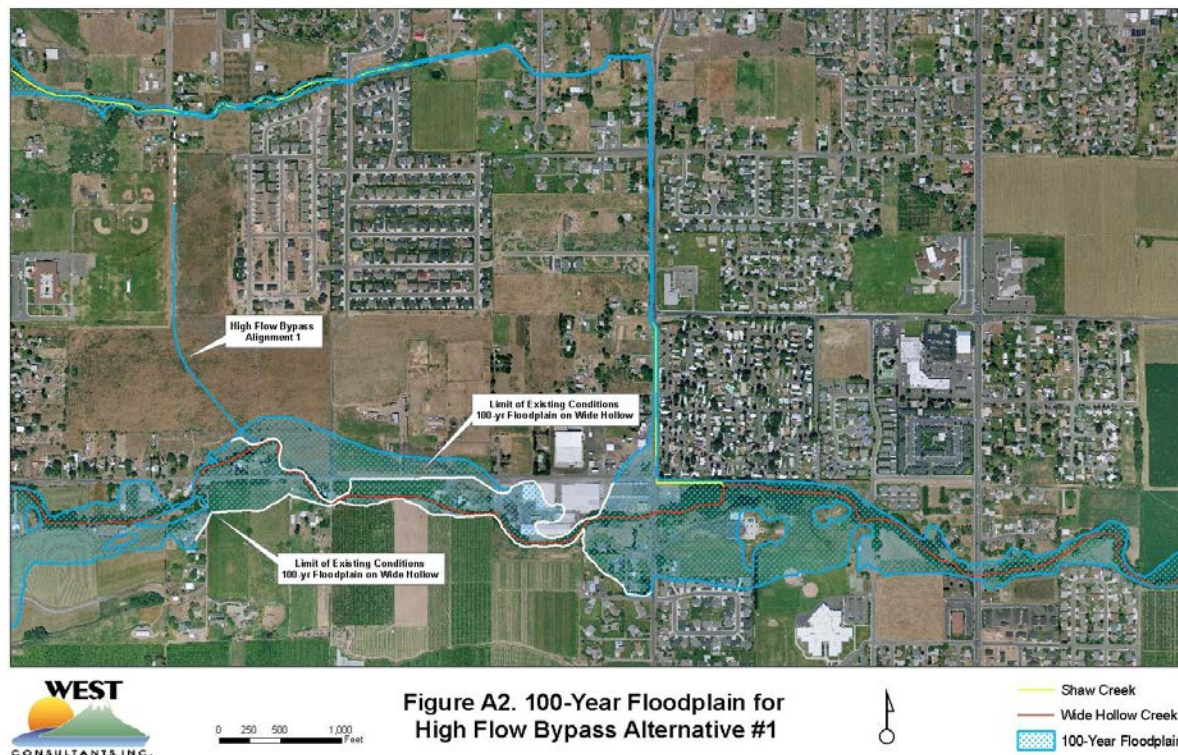 High Flow Bypass
Alignment 1
Limit of Existing Conditions
100-yr Floodplain on Wide Hollow
Limit of Existing Conditions
100-yr Floodplain on Wide Hollow
WEST
CONSULTANTS INC.
0 250 500 1,000
Feet
Figure A2. 100-Year Floodplain for
High Flow Bypass Alternative #1
Shaw Creek
Wide Hollow Creek
100-Year Floodplain